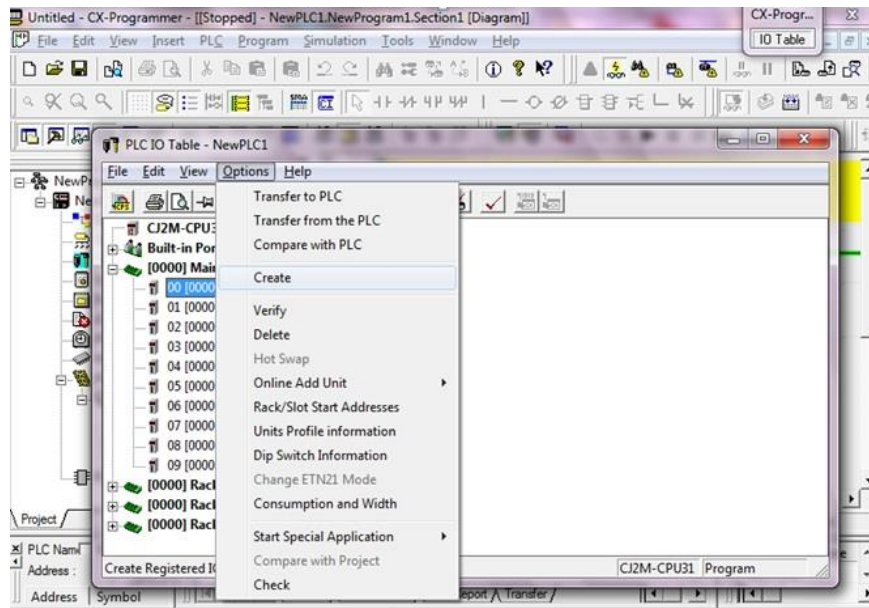 Untitled - CX-Programmer - [[Stopped] - NewPLC1.NewProgram1.Section1 [Diagram]]
CX-Progr...
File Edit View Insert PLC Program Simulation Tools Window Help
IO Table
PLC IO Table - NewPLC1
File Edit View Options Help
Transfer to PLC
Transfer from the PLC
Compare with PLC
Create
Verify
Delete
Hot Swap
Online Add Unit
Rack/Slot Start Addresses
Units Profile information
Dip Switch Information
Change ETN21 Mode
Consumption and Width
Start Special Application
Compare with Project
Check
NewP
Ne
CJ2M-CPU3
Built-in Por
[0000] Mai
00 [0000
01 [0000
02 [0000
03 [0000
04 [0000
05 [0000
06 [0000
07 [0000
08 [0000
09 [0000
[0000] Rac
[0000] Rac
[0000] Rac
Project
Create Registered IO
CJ2M-CPU31 Program
PLC Nam
Address :
Address Symbol
eport Transfer